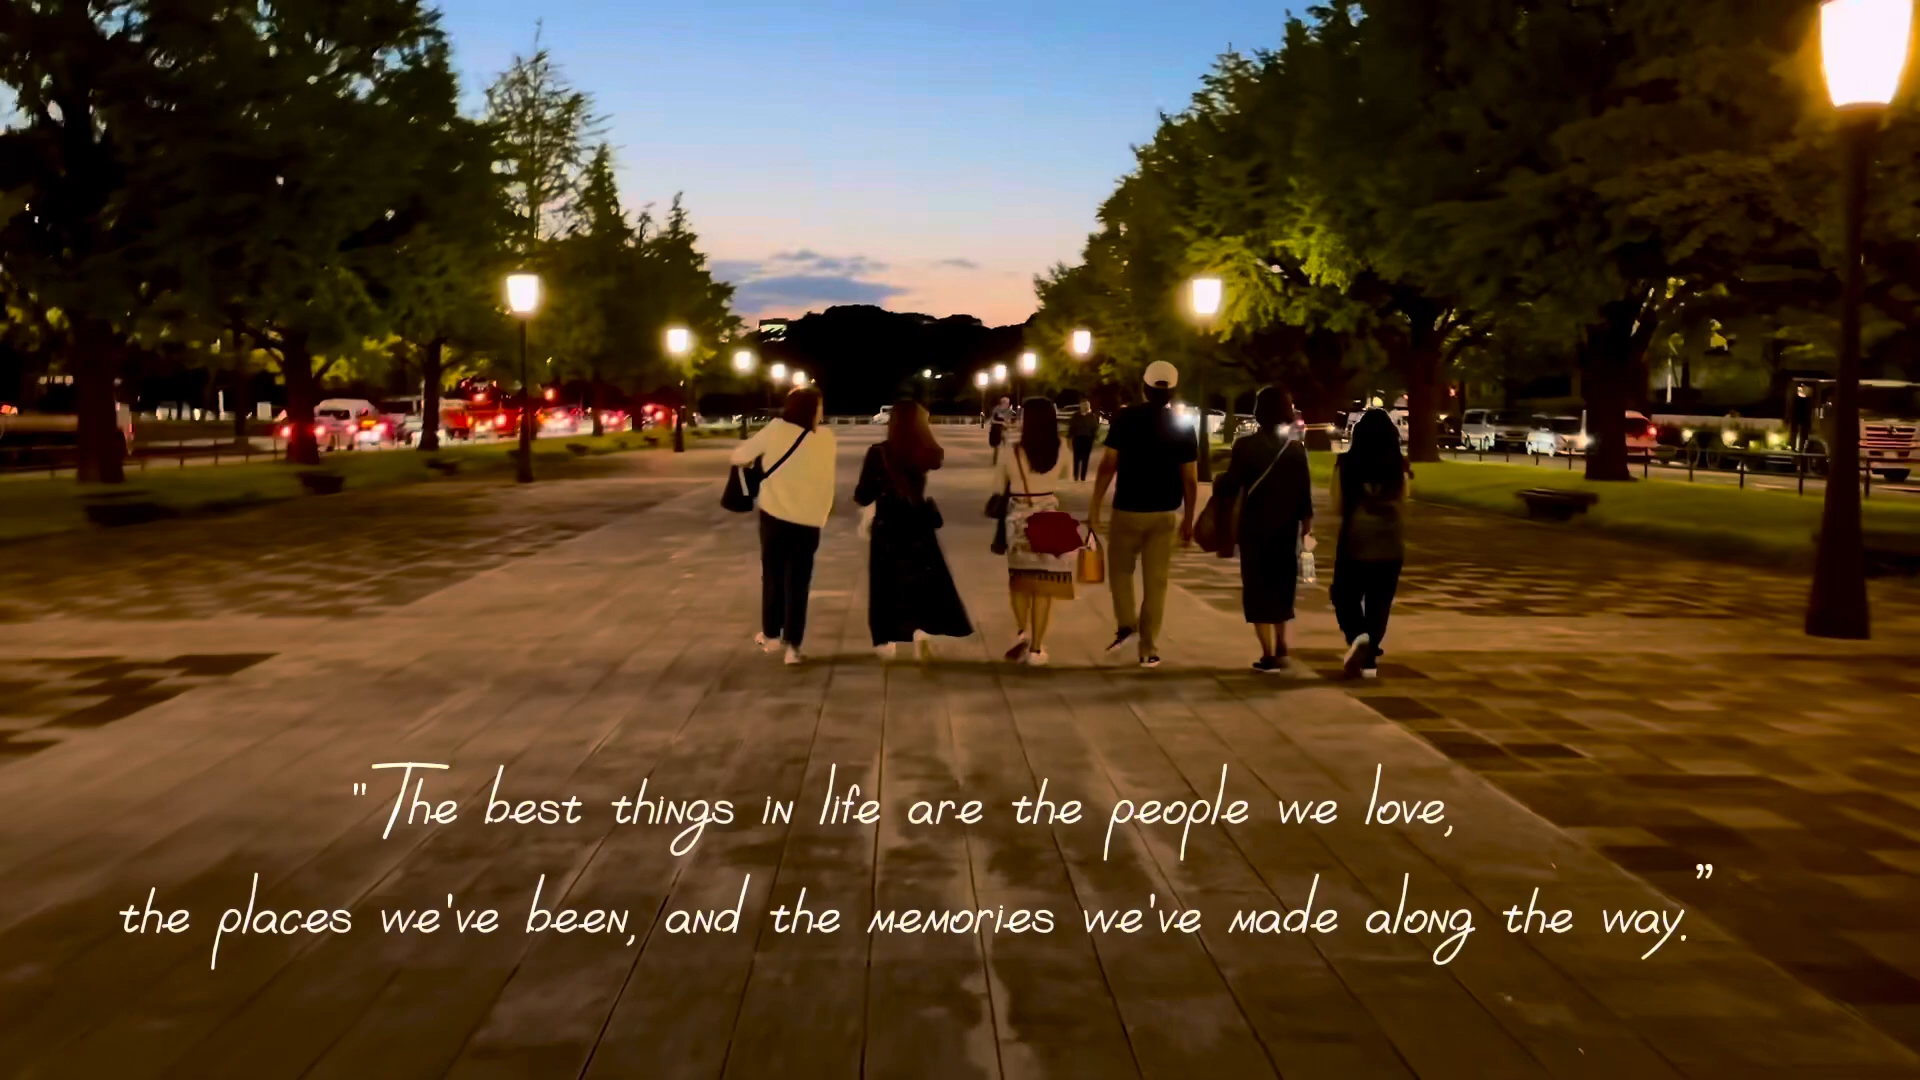 "The best things in life are the people we love,
the places we've been, and the memories we've made along the way.”